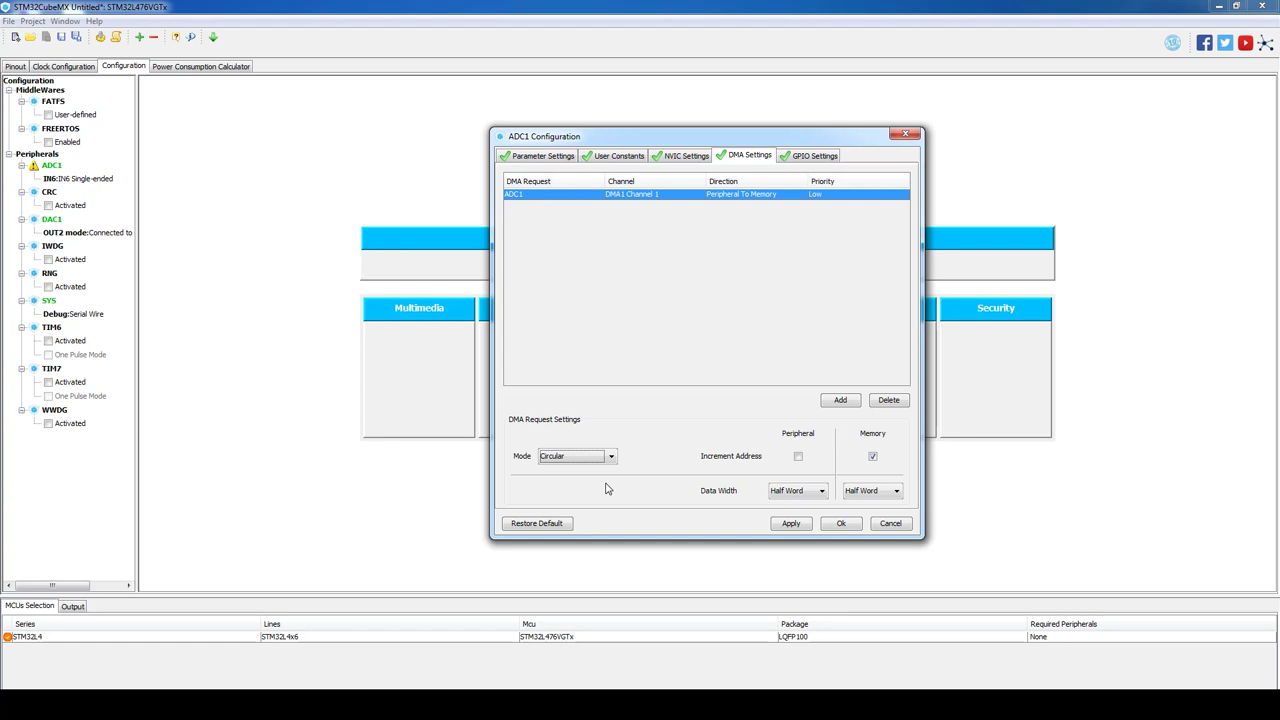 STM32CubeMX Untitled*: STM32L476VGTx
File Project Window Help
Pinout Clock Configuration Configuration Power Consumption Calculator
Configuration
MiddleWares
FATFS
User-defined
FREERTOS
Enabled
Peripherals
ADC1
IN6:IN6 Single-ended
CRC
Activated
DAC1
OUT2 mode:Connected to
IWDG
Activated
RNG
Activated
SYS
Debug:Serial Wire
TIM6
Activated
One Pulse Mode
TIM7
Activated
One Pulse Mode
WWDG
Activated
Multimedia
Security
ADC1 Configuration
Parameter Settings User Constants NVIC Settings DMA Settings GPIO Settings
DMA Request Channel Direction Priority
ADC1 DMA1 Channel 1 Peripheral To Memory Low
Add Delete
DMA Request Settings
Peripheral Memory
Mode Circular Increment Address
Data Width Half Word Half Word
Restore Default Apply Ok Cancel
MCUs Selection Output
Series Lines Mcu Package Required Peripherals
STM32L4 STM32L4x6 STM32L476VGTx LQFP100 None